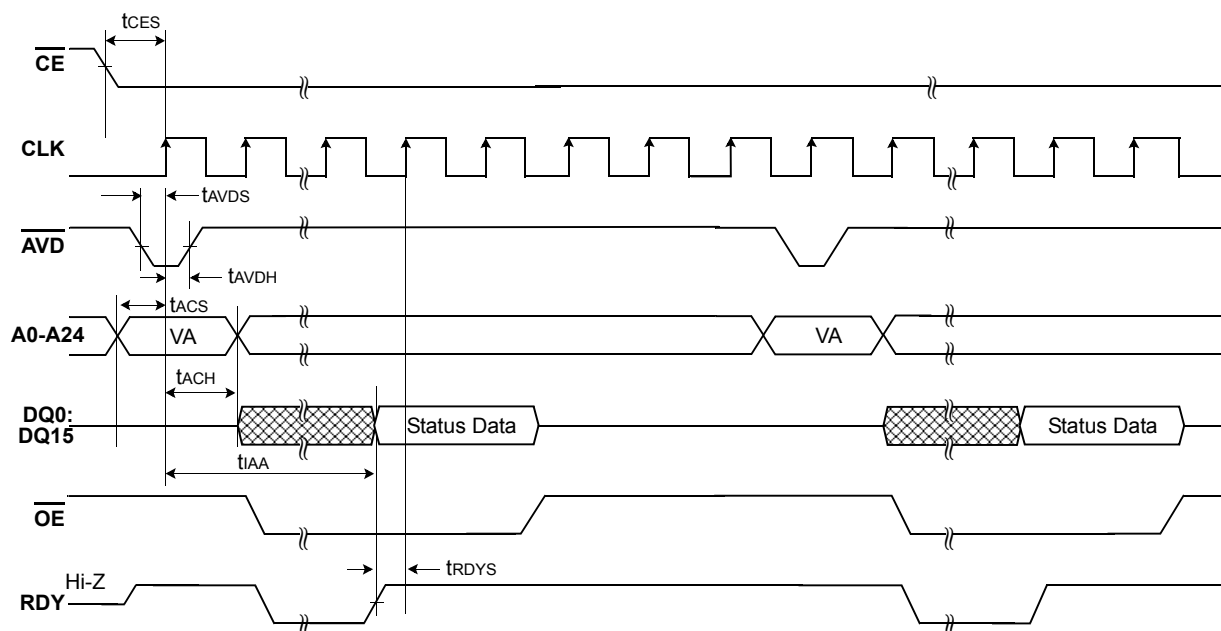 tCES
CE
CLK
tAVDS
AVD
tAVDH
tACS
A0-A24
VA
VA
tACH
DQ0:
DQ15
Status Data
Status Data
tIAA
OE
Hi-Z
tRDYS
RDY